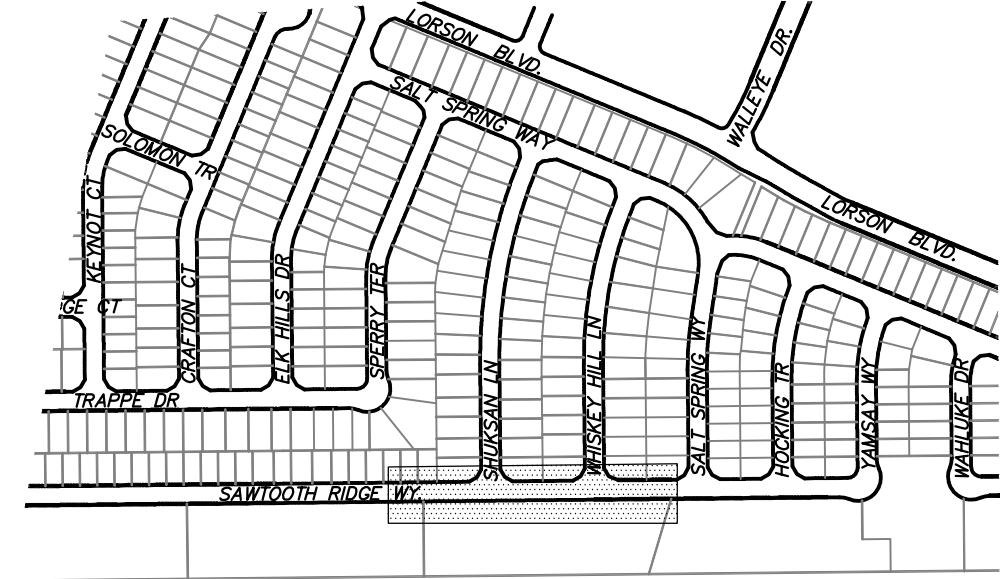 LORSON BLVD.
WALLEYE DR.
SALT SPRING WAY
SOLOMON TR
KEYNOT CT
LORSON BLVD.
CRAFTON CT
ELK HILLS DR
SPERRY TER
GE CT
SHUKSAN LN
WHISKEY HILL LN
SALT SPRING WY
HOCKING TR
YAMSAY WY
WAHLUKE DR
TRAPPE DR
SAWTOOTH RIDGE WY.